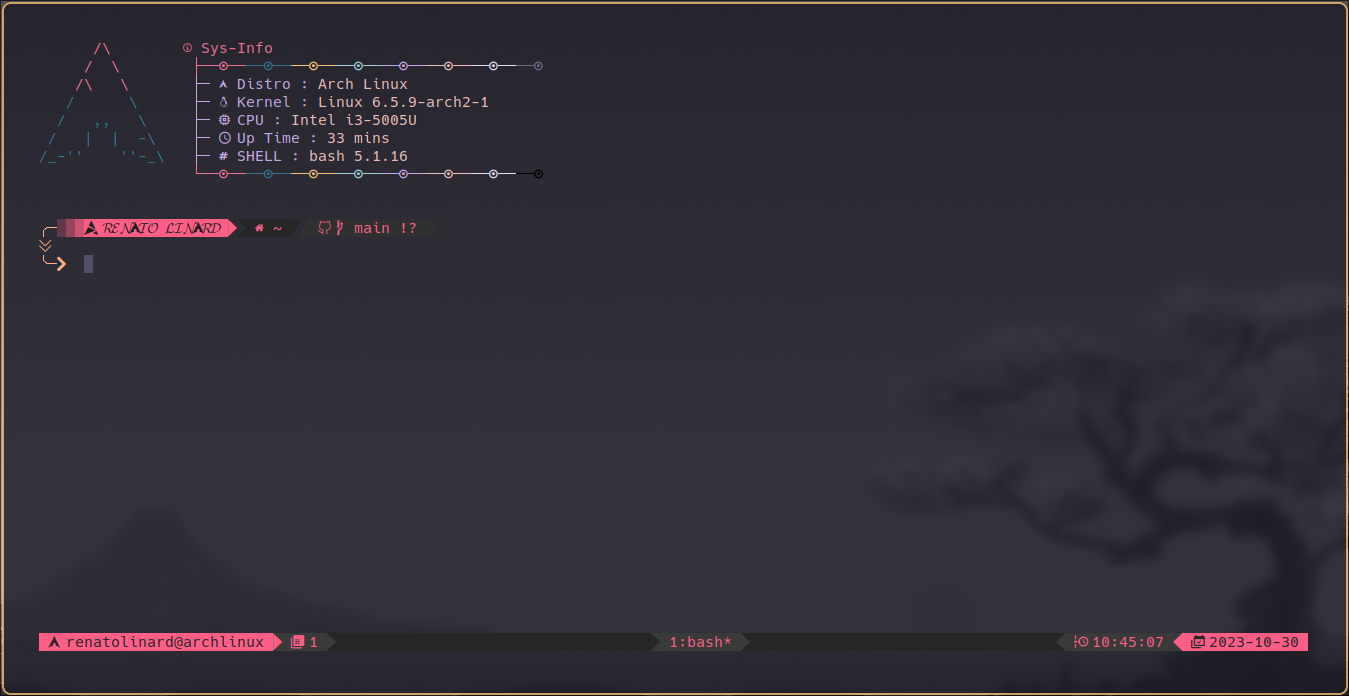 Sys-Info
Distro : Arch Linux
Kernel : Linux 6.5.9-arch2-1
CPU : Intel i3-5005U
Up Time : 33 mins
# SHELL : bash 5.1.16
RENATO LINARD ~ main !?
renatolinard@archlinux 1 1:bash* 10:45:07 2023-10-30